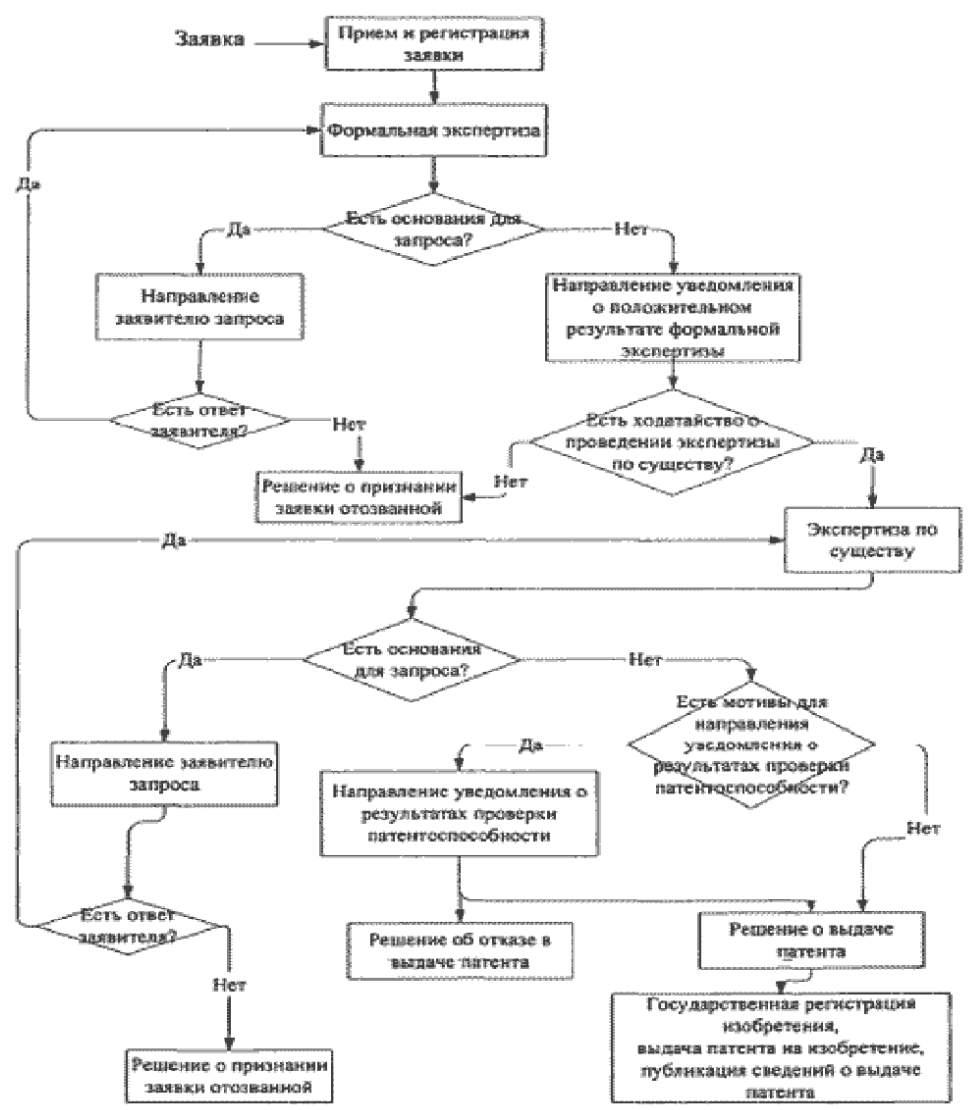 Заявка
Прием и регистрация
заявки
Формальная экспертиза
Да
Есть основания для
запроса?
Да
Нет
Направление
заявителю запроса
Направление уведомления
о положительном
результате формальной
экспертизы
Есть ответ
заявителя?
Нет
Есть ходатайство о
проведении экспертизы
по существу?
Да
Нет
Решение о признании
заявки отозванной
Экспертиза по
существу
Да
Есть основания
для запроса?
Да
Нет
Есть мотивы для
направления
уведомления о
результатах проверки
патентоспособности?
Да
Нет
Направление заявителю
запроса
Направление уведомления о
результатах проверки
патентоспособности
Есть ответ
заявителя?
Нет
Решение об отказе в
выдаче патента
Решение о выдаче
патента
Государственная регистрация
изобретения,
выдача патента на изобретение,
публикация сведений о выдаче
патента
Решение о признании
заявки отозванной